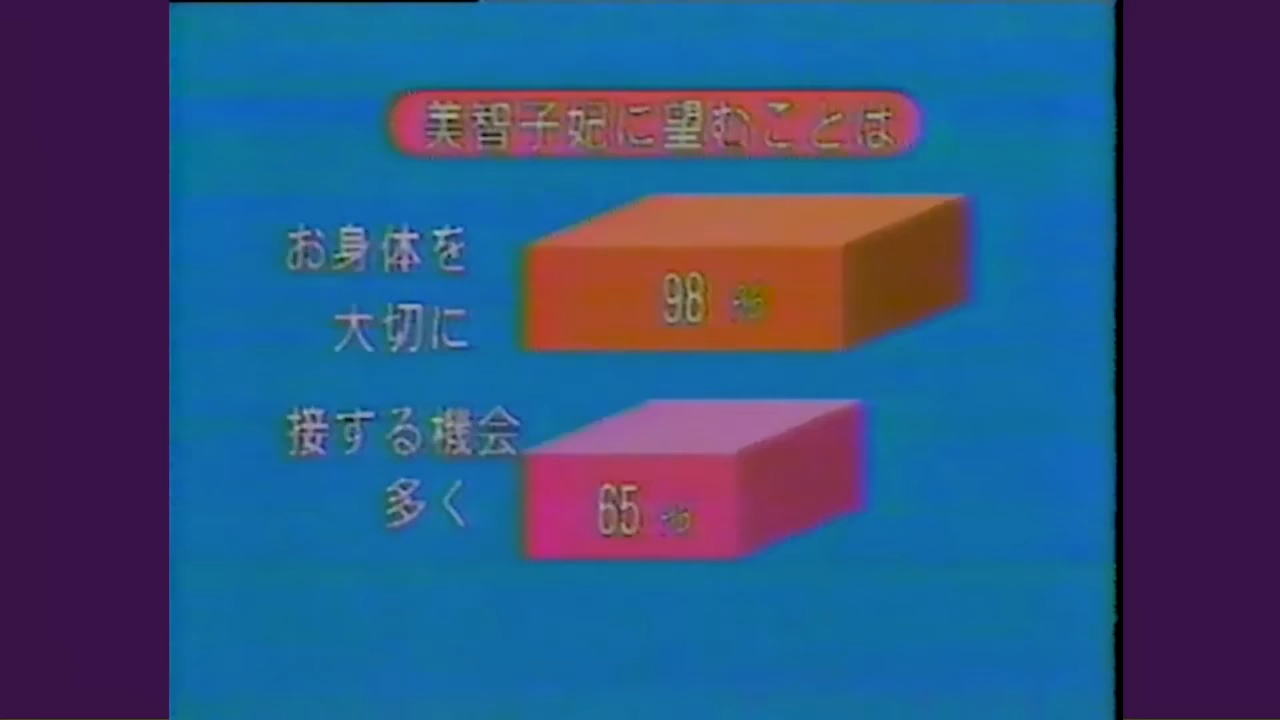 美智子妃に望むことは
お身体を
大切に
98 %
接する機会
多く
65 %